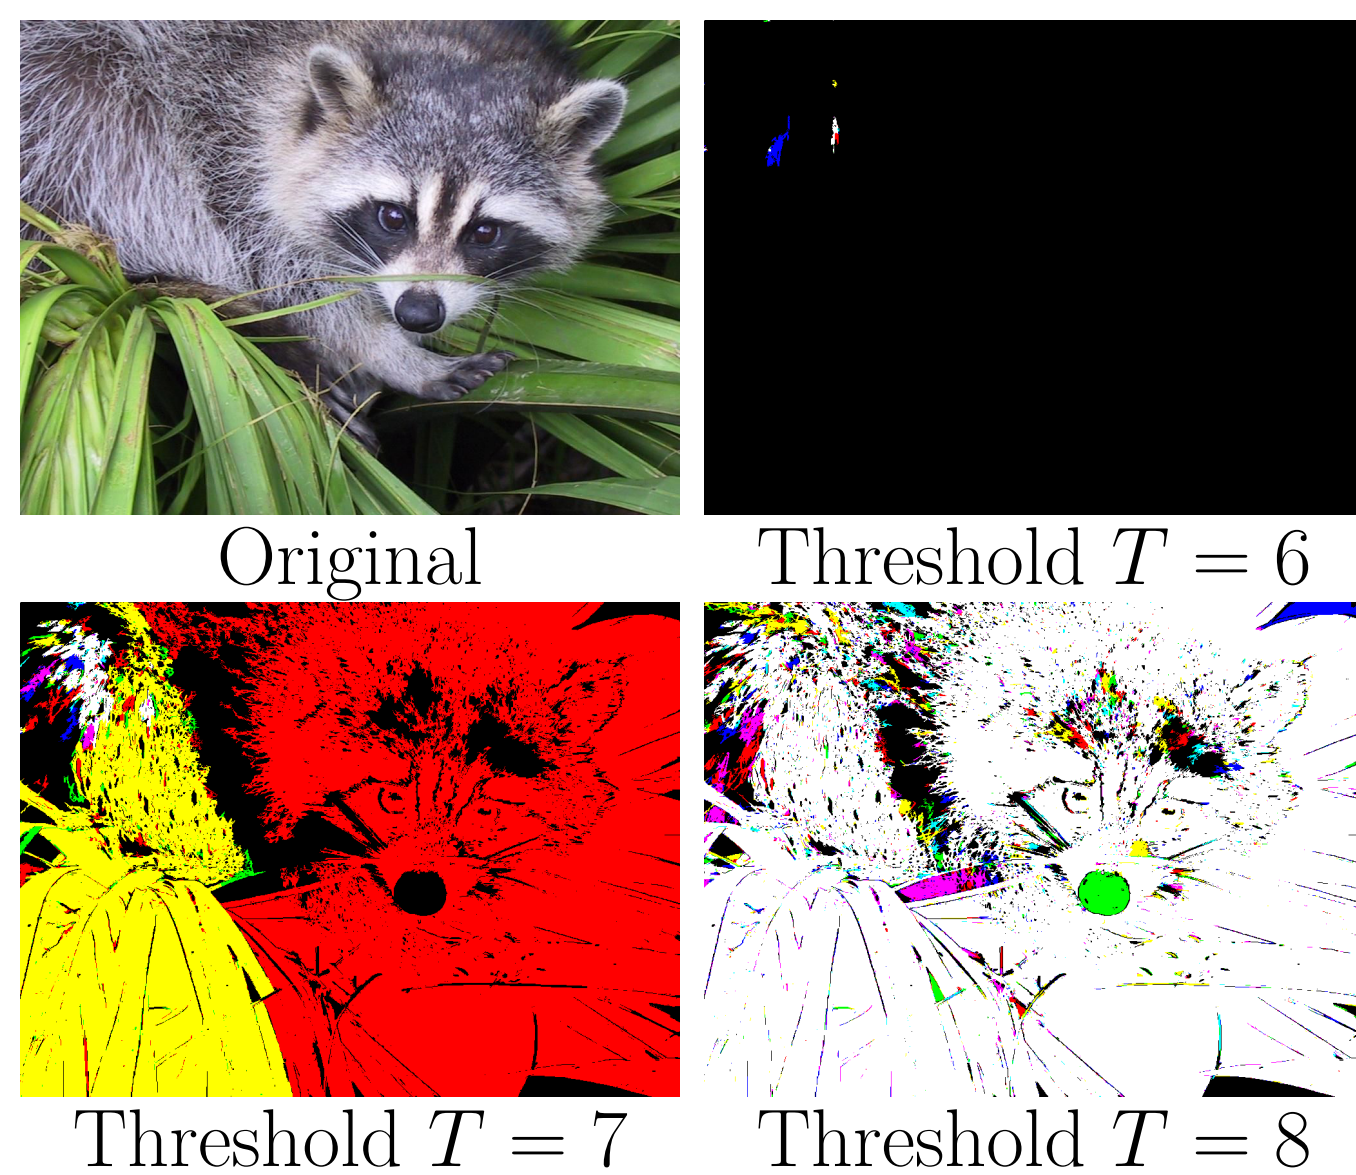 Original
Threshold T = 6
Threshold T = 7
Threshold T = 8